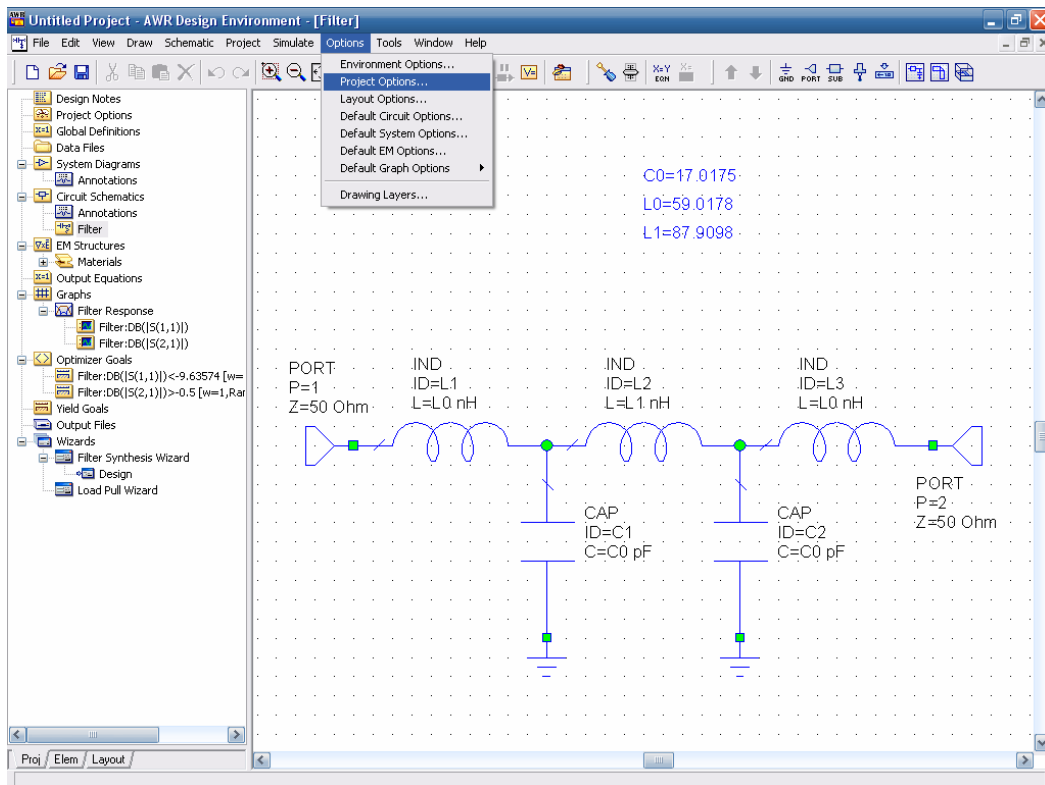 AWR Untitled Project - AWR Design Environment - [Filter]
File Edit View Draw Schematic Project Simulate Options Tools Window Help
V= X=Y EQN X= GND PORT SUB
Environment Options...
Project Options...
Layout Options...
Default Circuit Options...
Default System Options...
Default EM Options...
Default Graph Options
Drawing Layers...
Design Notes
Project Options
X=1 Global Definitions
Data Files
System Diagrams
Annotations
Circuit Schematics
Annotations
Filter
EM Structures
Materials
X=1 Output Equations
Graphs
Filter Response
Filter:DB(|S(1,1)|)
Filter:DB(|S(2,1)|)
Optimizer Goals
Filter:DB(|S(1,1)|)<-9.63574 [w=
Filter:DB(|S(2,1)|)>-0.5 [w=1,Rar
Yield Goals
Output Files
Wizards
Filter Synthesis Wizard
Design
Load Pull Wizard
Proj Elem Layout
C0=17.0175
L0=59.0178
L1=87.9098
PORT
P=1
Z=50 Ohm
IND
ID=L1
L=L0 nH
IND
ID=L2
L=L1 nH
IND
ID=L3
L=L0 nH
CAP
ID=C1
C=C0 pF
CAP
ID=C2
C=C0 pF
PORT
P=2
Z=50 Ohm